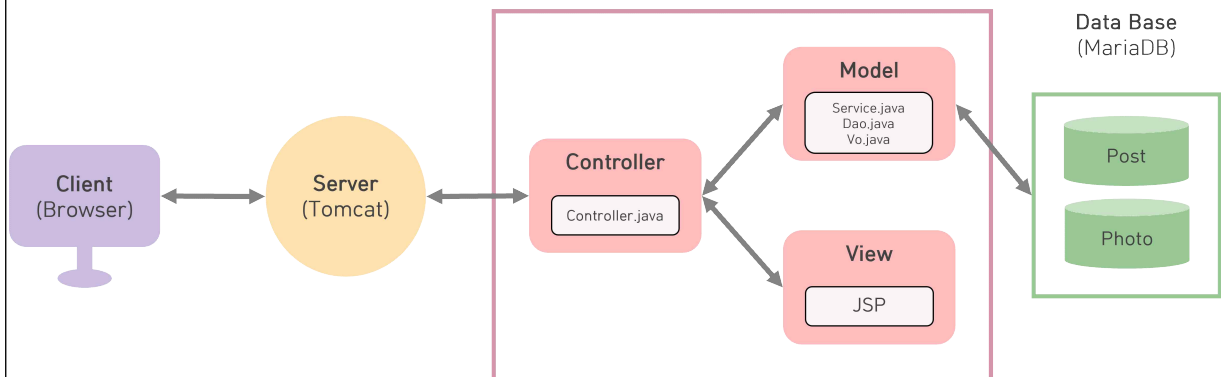 Client
(Browser)
Server
(Tomcat)
Controller
Controller.java
Model
Service.java
Dao.java
Vo.java
View
JSP
Data Base
(MariaDB)
Post
Photo